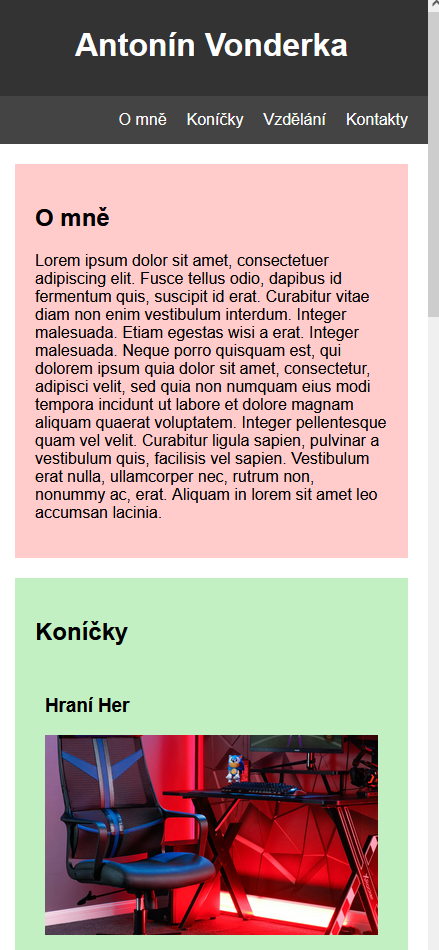 Antonín Vonderka
O mně Koníčky Vzdělání Kontakty
O mně
Lorem ipsum dolor sit amet, consectetuer
adipiscing elit. Fusce tellus odio, dapibus id
fermentum quis, suscipit id erat. Curabitur vitae
diam non enim vestibulum interdum. Integer
malesuada. Etiam egestas wisi a erat. Integer
malesuada. Neque porro quisquam est, qui
dolorem ipsum quia dolor sit amet, consectetur,
adipisci velit, sed quia non numquam eius modi
tempora incidunt ut labore et dolore magnam
aliquam quaerat voluptatem. Integer pellentesque
quam vel velit. Curabitur ligula sapien, pulvinar a
vestibulum quis, facilisis vel sapien. Vestibulum
erat nulla, ullamcorper nec, rutrum non,
nonummy ac, erat. Aliquam in lorem sit amet leo
accumsan lacinia.
Koníčky
Hraní Her